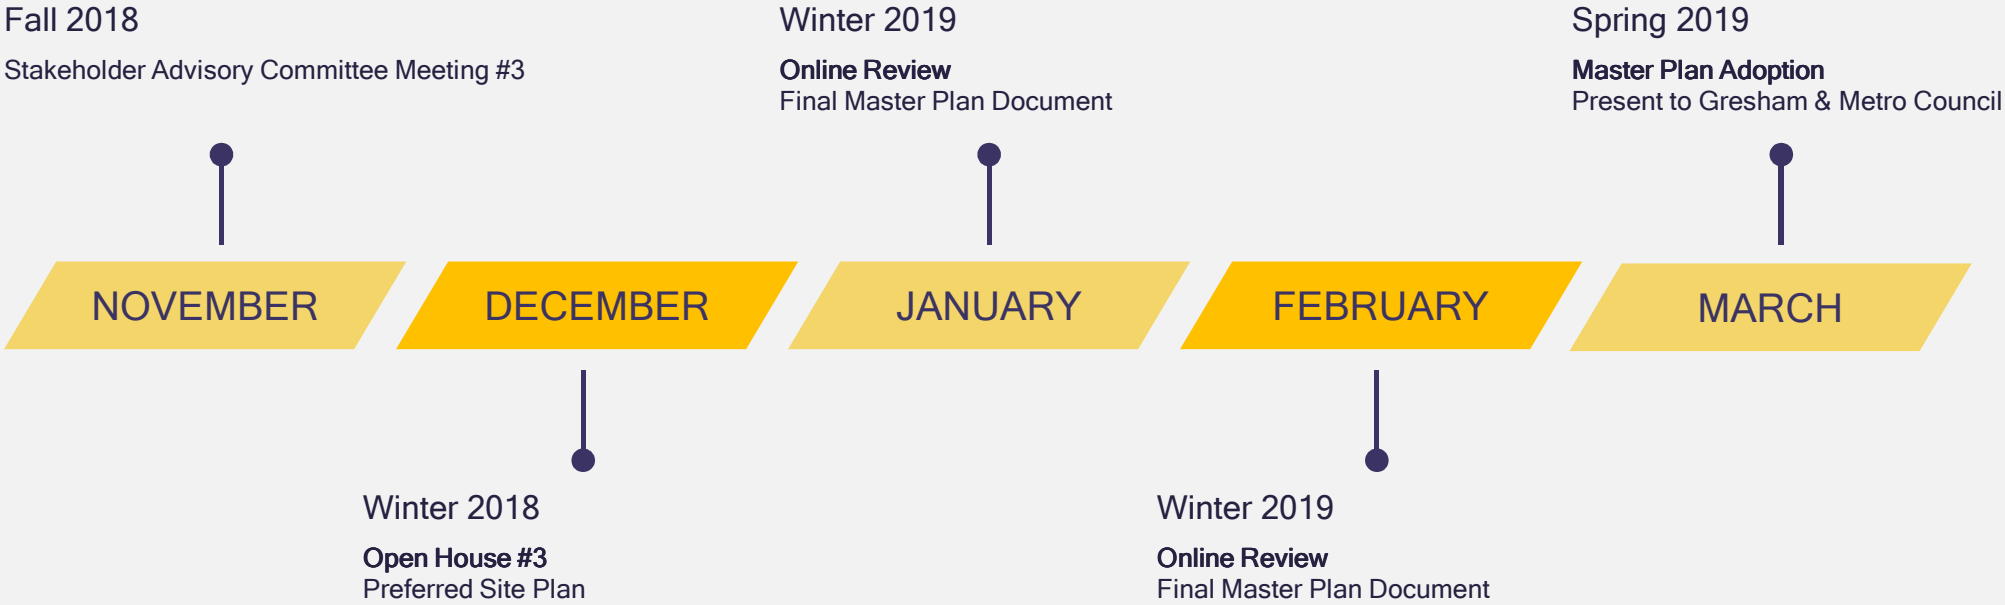 Fall 2018
Stakeholder Advisory Committee Meeting #3
Winter 2019
Online Review
Final Master Plan Document
Spring 2019
Master Plan Adoption
Present to Gresham & Metro Council
NOVEMBER
DECEMBER
JANUARY
FEBRUARY
MARCH
Winter 2018
Open House #3
Preferred Site Plan
Winter 2019
Online Review
Final Master Plan Document